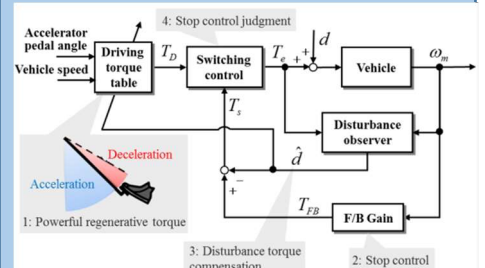 4: Stop control judgment
Accelerator
pedal angle
Vehicle speed
Driving
torque
table
T_D
Switching
control
T_e
+
+
d
Vehicle
ω_m
T_s
Disturbance
observer
d̂
−
+
T_FB
F/B Gain
Deceleration
Acceleration
1: Powerful regenerative torque
3: Disturbance torque
compensation
2: Stop control